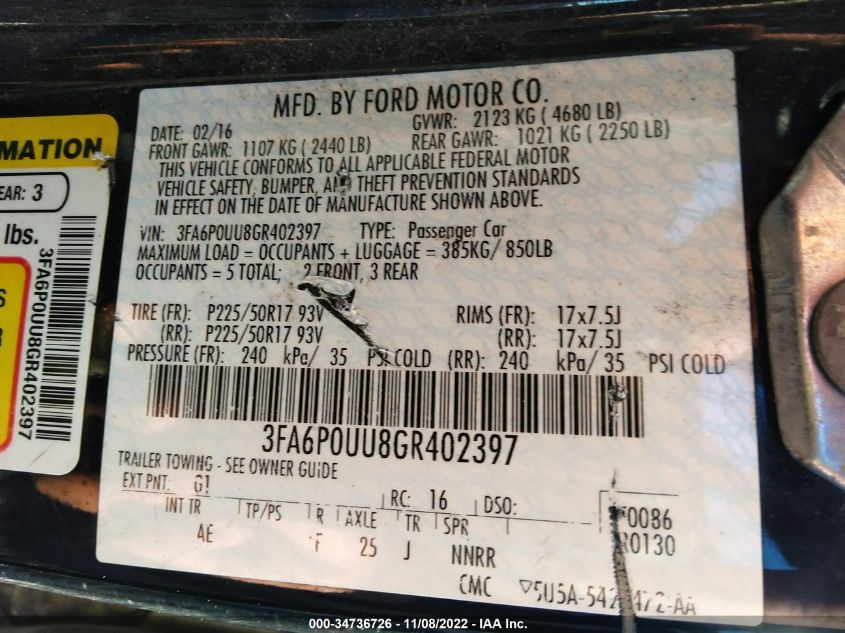 MFD. BY FORD MOTOR CO.
DATE: 02/16
GVWR: 2123 KG ( 4680 LB)
FRONT GAWR: 1107 KG ( 2440 LB)
REAR GAWR: 1021 KG ( 2250 LB)
THIS VEHICLE CONFORMS TO ALL APPLICABLE FEDERAL MOTOR
VEHICLE SAFETY, BUMPER, AND THEFT PREVENTION STANDARDS
IN EFFECT ON THE DATE OF MANUFACTURE SHOWN ABOVE.
VIN: 3FA6P0UU8GR402397 TYPE: Passenger Car
MAXIMUM LOAD = OCCUPANTS + LUGGAGE = 385KG/ 850LB
OCCUPANTS = 5 TOTAL; 2 FRONT, 3 REAR
TIRE (FR): P225/50R17 93V RIMS (FR): 17x7.5J
(RR): P225/50R17 93V (RR): 17x7.5J
PRESSURE (FR): 240 kPa/ 35 PSI COLD (RR): 240 kPa/ 35 PSI COLD
3FA6P0UU8GR402397
TRAILER TOWING - SEE OWNER GUIDE
EXT PNT: G1 RC: 16 DSO:
INT TR TP/PS R AXLE TR SPR
0086
AE F 25 J NNRR
0130
CMC
MATION
EAR: 3
lbs.
S
R
3FA6P0UU8GR402397
000-34736726 - 11/08/2022 - IAA Inc.